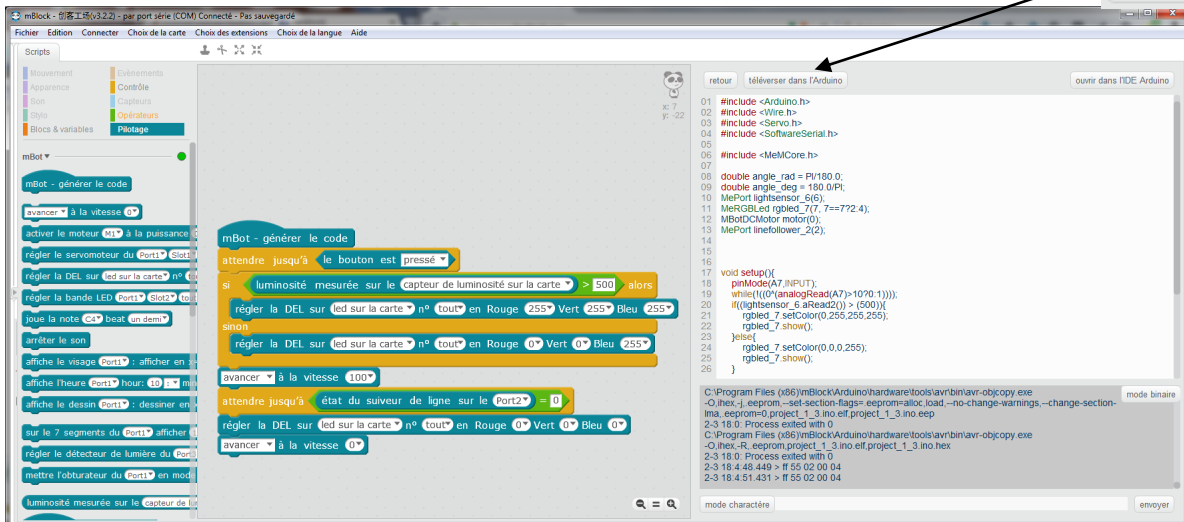 mBlock - 创客工场(v3.2.2) - par port série (COM) Connecté - Pas sauvegardé
Fichier Edition Connecter Choix de la carte Choix des extensions Choix de la langue Aide
Scripts
Mouvement Evènements
Apparence Contrôle
Son Capteurs
Stylo Opérateurs
Blocs & variables Pilotage
mBot
mBot - générer le code
avancer à la vitesse 0
activer le moteur M1 à la puissance
régler le servomoteur du Port1 Slot1
régler la DEL sur led sur la carte nº
régler la bande LED Port1 Slot2
joue la note C4 beat un demi
arrêter le son
affiche le visage Port1 : afficher en
affiche l'heure Port1 hour: 10 :
affiche le dessin Port1 : dessiner en
sur le 7 segments du Port1 afficher
régler le détecteur de lumière du
mettre l'obturateur du Port1 en mode
luminosité mesurée sur le capteur de
x: 7
y: -22
mBot - générer le code
attendre jusqu'à le bouton est pressé
si luminosité mesurée sur le capteur de luminosité sur la carte > 500 alors
régler la DEL sur led sur la carte nº tout en Rouge 255 Vert 255 Bleu 255
sinon
régler la DEL sur led sur la carte nº tout en Rouge 0 Vert 0 Bleu 255
avancer à la vitesse 100
attendre jusqu'à état du suiveur de ligne sur le Port2 = 0
régler la DEL sur led sur la carte nº tout en Rouge 0 Vert 0 Bleu 0
avancer à la vitesse 0
retour téléverser dans l'Arduino ouvrir dans l'IDE Arduino
01 #include <Arduino.h>
02 #include <Wire.h>
03 #include <Servo.h>
04 #include <SoftwareSerial.h>
05
06 #include <MeMCore.h>
07
08 double angle_rad = PI/180.0;
09 double angle_deg = 180.0/PI;
10 MePort lightsensor_6(6);
11 MeRGBLed rgbled_7(7, 7==7?2:4);
12 MBotDCMotor motor(0);
13 MePort linefollower_2(2);
14
15
16
17 void setup(){
18 pinMode(A7,INPUT);
19 while(!((0^(analogRead(A7)>10?0:1))));
20 if((lightsensor_6.aRead2()) > (500)){
21 rgbled_7.setColor(0,255,255,255);
22 rgbled_7.show();
23 }else{
24 rgbled_7.setColor(0,0,0,255);
25 rgbled_7.show();
26 }
C:\Program Files (x86)\mBlock\Arduino\hardware\tools\avr\bin\avr-objcopy.exe
-O,ihex,-j,.eeprom,--set-section-flags=.eeprom=alloc,load,--no-change-warnings,--change-section-
lma,.eeprom=0,project_1_3.ino.elf,project_1_3.ino.eep
2-3 18:0: Process exited with 0
C:\Program Files (x86)\mBlock\Arduino\hardware\tools\avr\bin\avr-objcopy.exe
-O,ihex,-R,.eeprom,project_1_3.ino.elf,project_1_3.ino.hex
2-3 18:0: Process exited with 0
2-3 18:4:48.449 > ff 55 02 00 04
2-3 18:4:51.431 > ff 55 02 00 04
mode binaire
mode charactère envoyer